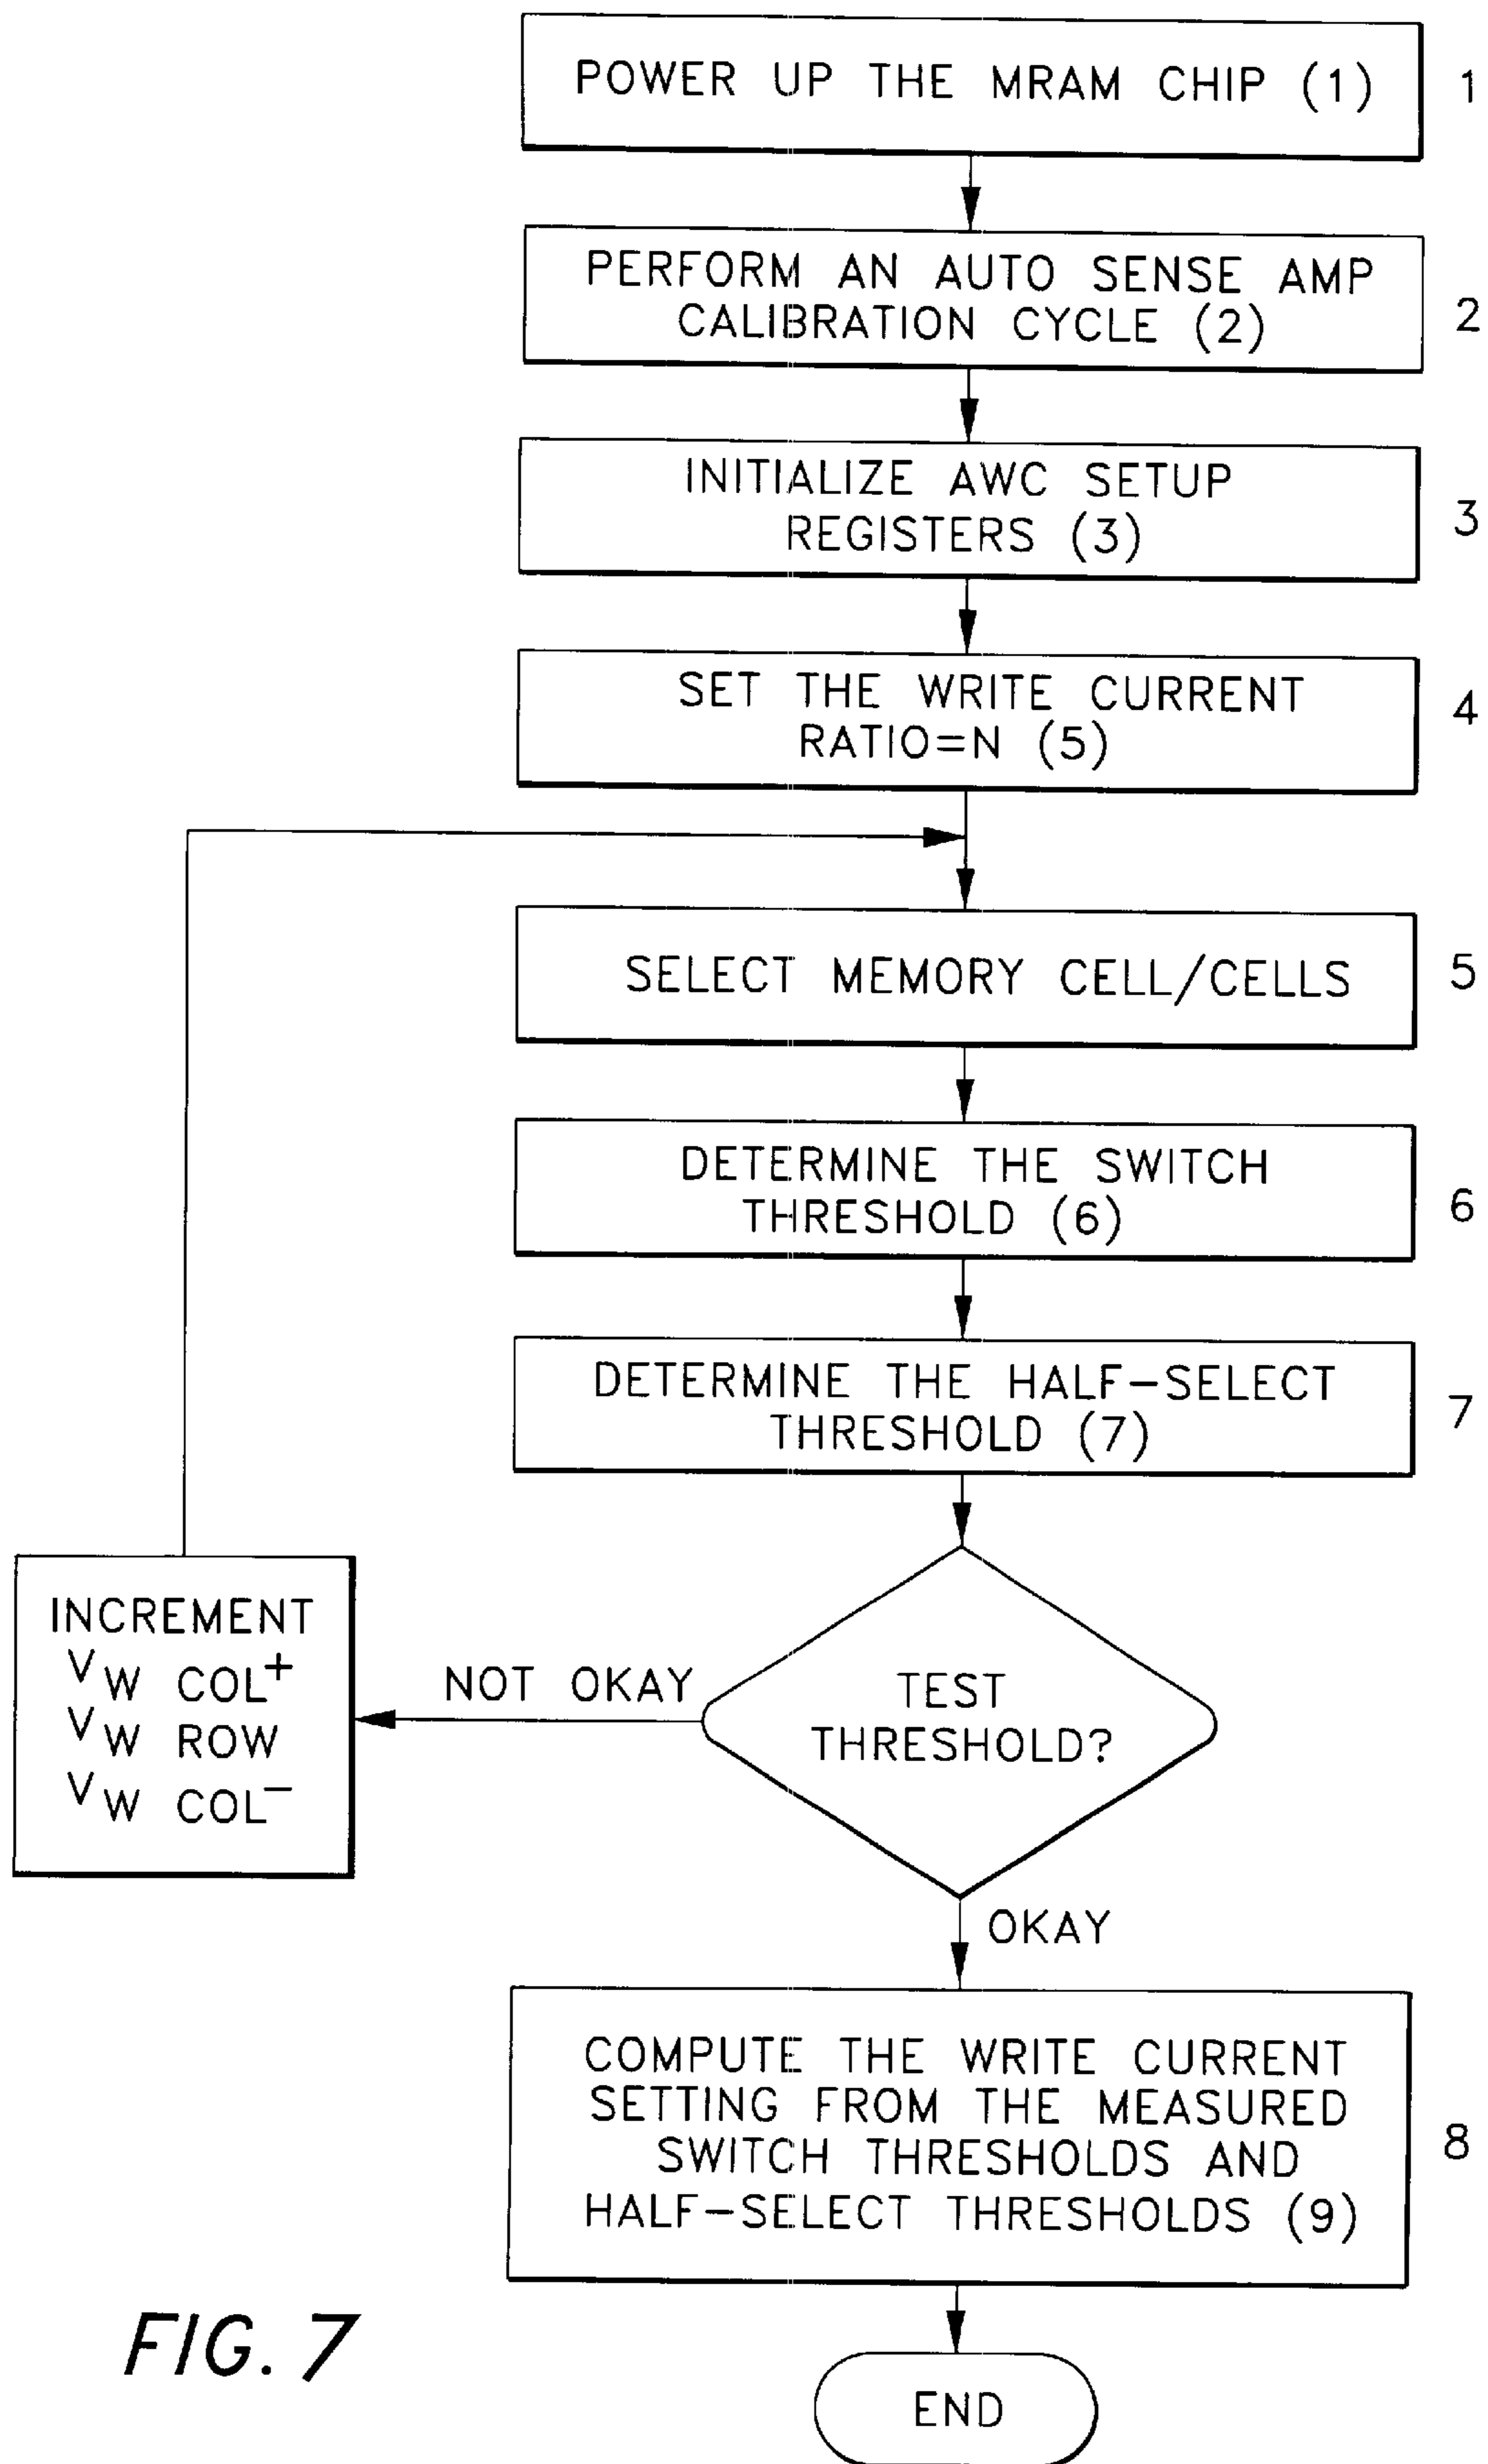 POWER UP THE MRAM CHIP (1)
1
PERFORM AN AUTO SENSE AMP
CALIBRATION CYCLE (2)
2
INITIALIZE AWC SETUP
REGISTERS (3)
3
SET THE WRITE CURRENT
RATIO=N (5)
4
SELECT MEMORY CELL/CELLS
5
DETERMINE THE SWITCH
THRESHOLD (6)
6
DETERMINE THE HALF-SELECT
THRESHOLD (7)
7
INCREMENT
VW COL+
VW ROW
VW COL-
NOT OKAY
TEST
THRESHOLD?
OKAY
COMPUTE THE WRITE CURRENT
SETTING FROM THE MEASURED
SWITCH THRESHOLDS AND
HALF-SELECT THRESHOLDS (9)
8
FIG. 7
END